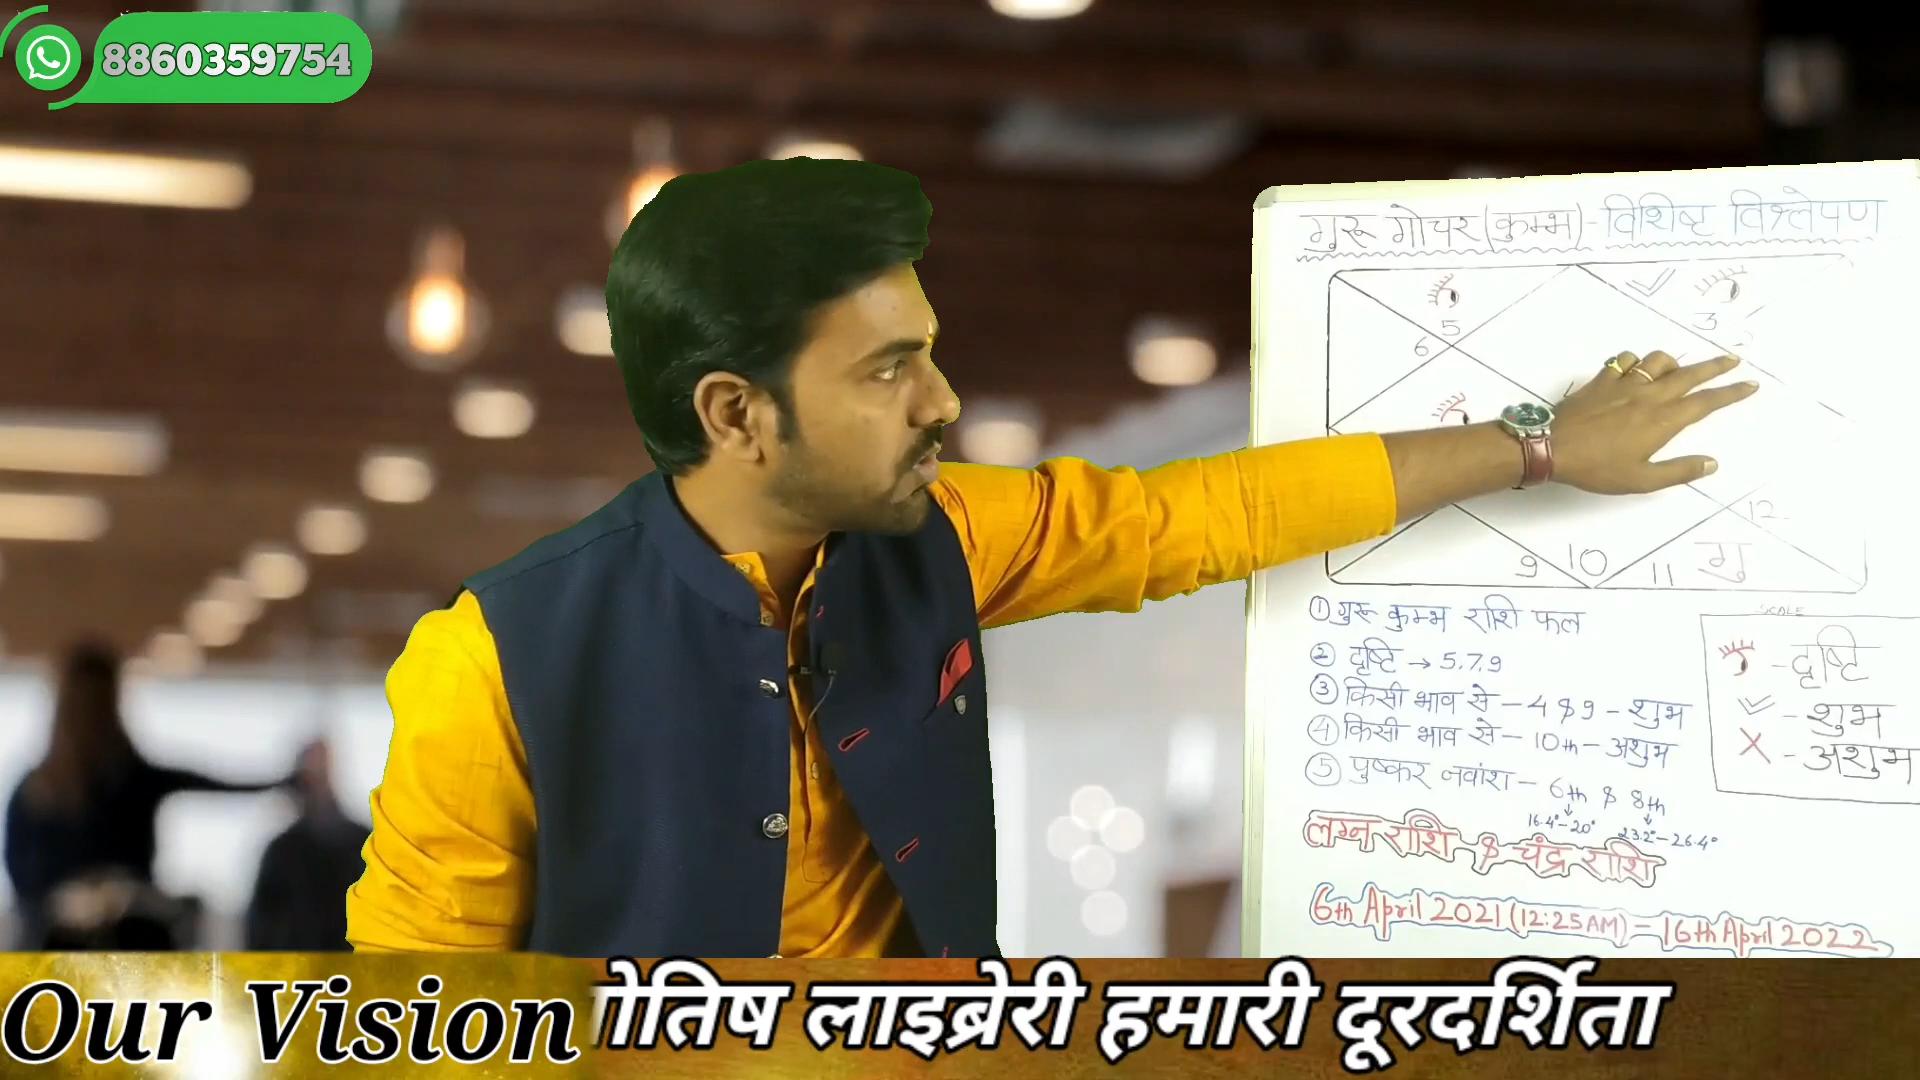 8860359754
गुरू गोचर (कुम्भ) - विशिष्ट विश्लेषण
5
3
6
12
9
10
11
गु
① गुरू कुम्भ राशि फल
② दृष्टि → 5,7,9
③ किसी भाव से - 4 & 9 - शुभ
④ किसी भाव से - 10th - अशुभ
⑤ पुष्कर नवांश - 6th & 8th
16.4° - 20°
23.2° - 26.4°
SCALE
- दृष्टि
- शुभ
X - अशुभ
लग्न राशि & चंद्र राशि
6th April 2021 (12:25AM) - 16th April 2022
Our Vision
योतिष लाइब्रेरी हमारी दूरदर्शिता